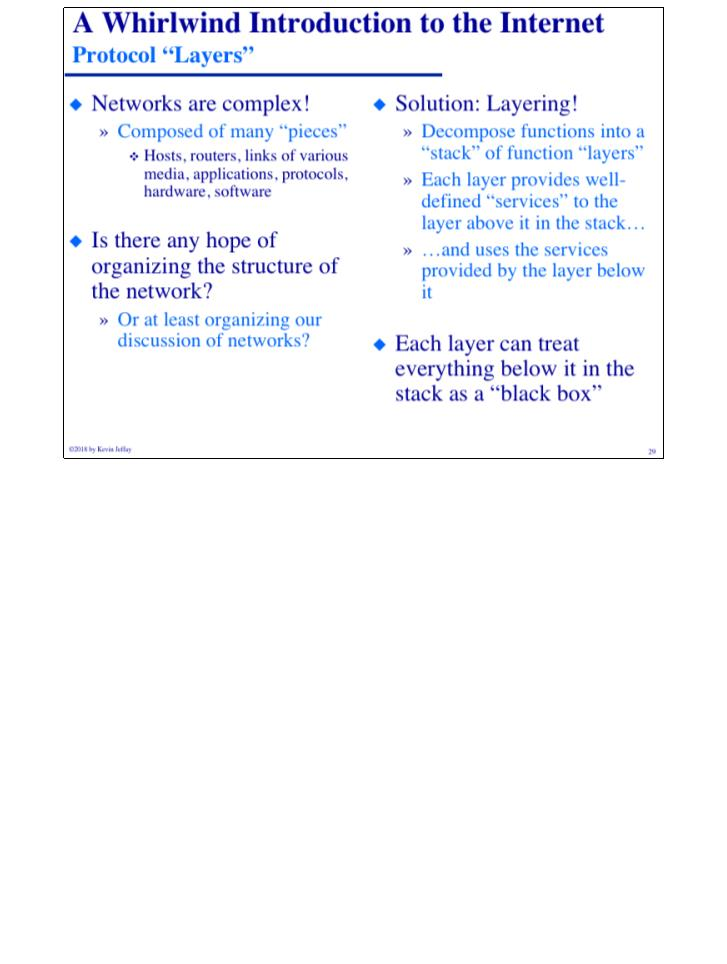 A Whirlwind Introduction to the Internet
Protocol “Layers”
◆ Networks are complex!
» Composed of many “pieces”
❖ Hosts, routers, links of various
media, applications, protocols,
hardware, software
◆ Is there any hope of
organizing the structure of
the network?
» Or at least organizing our
discussion of networks?
◆ Solution: Layering!
» Decompose functions into a
“stack” of function “layers”
» Each layer provides well-
defined “services” to the
layer above it in the stack…
» …and uses the services
provided by the layer below
it
◆ Each layer can treat
everything below it in the
stack as a “black box”
©2018 by Kevin Jeffay
29